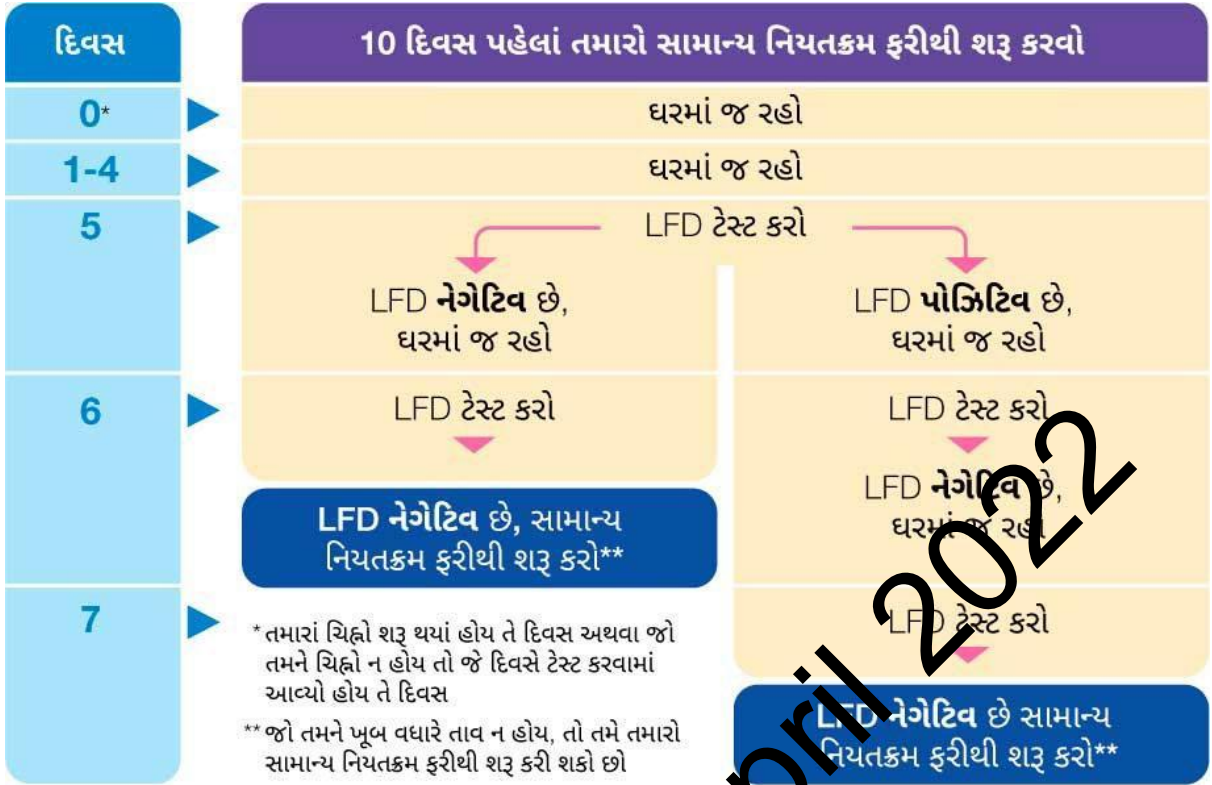 દિવસ
10 દિવસ પહેલાં તમારો સામાન્ય નિયતક્રમ ફરીથી શરૂ કરવો
0*
ઘરમાં જ રહો
1-4
ઘરમાં જ રહો
5
LFD ટેસ્ટ કરો
LFD નેગેટિવ છે,
ઘરમાં જ રહો
LFD પોઝિટિવ છે,
ઘરમાં જ રહો
6
LFD ટેસ્ટ કરો
LFD નેગેટિવ છે, સામાન્ય
નિયતક્રમ ફરીથી શરૂ કરો**
LFD ટેસ્ટ કરો
LFD નેગેટિવ છે,
ઘરમાં જ રહો
7
LFD ટેસ્ટ કરો
LFD નેગેટિવ છે સામાન્ય
નિયતક્રમ ફરીથી શરૂ કરો**
* તમારાં ચિહ્નો શરૂ થયાં હોય તે દિવસ અથવા જો
તમને ચિહ્નો ન હોય તો જે દિવસે ટેસ્ટ કરવામાં
આવ્યો હોય તે દિવસ
** જો તમને ખૂબ વધારે તાવ ન હોય, તો તમે તમારો
સામાન્ય નિયતક્રમ ફરીથી શરૂ કરી શકો છો
pril 2022